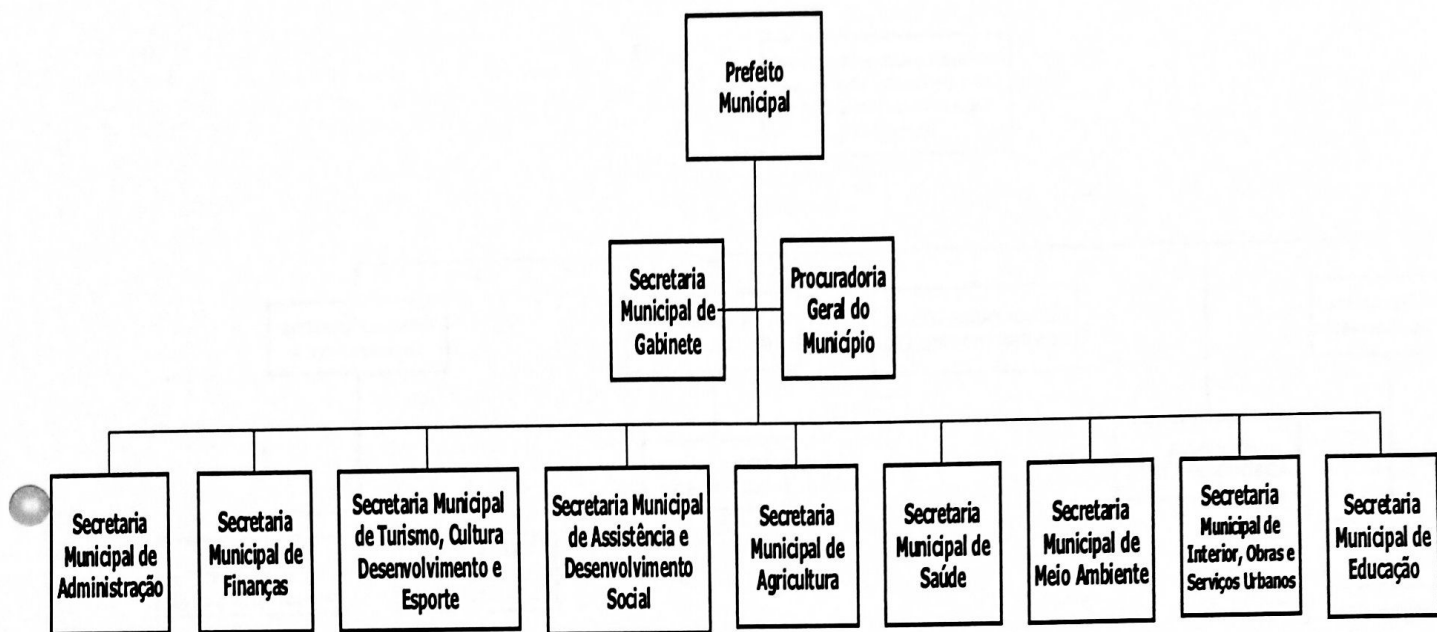 Prefeito
Municipal
Secretaria
Municipal de
Gabinete
Procuradoria
Geral do
Município
Secretaria
Municipal de
Administração
Secretaria
Municipal de
Finanças
Secretaria Municipal
de Turismo, Cultura
Desenvolvimento e
Esporte
Secretaria Municipal
de Assistência e
Desenvolvimento
Social
Secretaria
Municipal de
Agricultura
Secretaria
Municipal de
Saúde
Secretaria
Municipal de
Meio Ambiente
Secretaria
Municipal de
Interior, Obras e
Serviços Urbanos
Secretaria
Municipal de
Educação